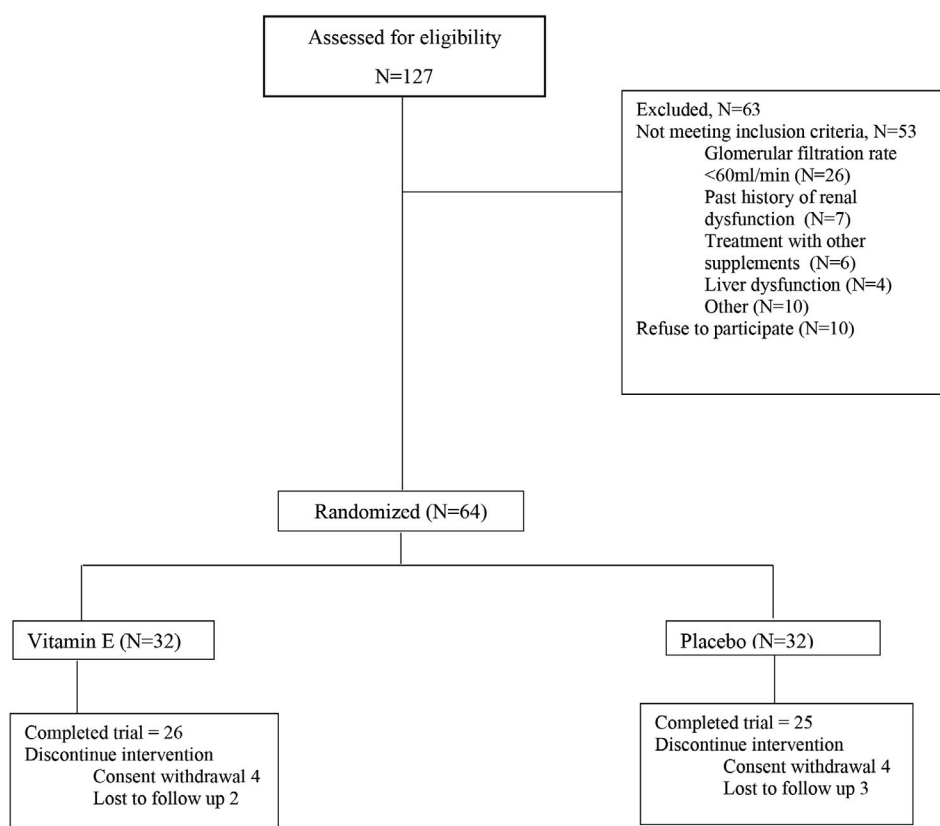 Assessed for eligibility
N=127
Excluded, N=63
Not meeting inclusion criteria, N=53
Glomerular filtration rate
<60ml/min (N=26)
Past history of renal
dysfunction (N=7)
Treatment with other
supplements (N=6)
Liver dysfunction (N=4)
Other (N=10)
Refuse to participate (N=10)
Randomized (N=64)
Vitamin E (N=32)
Placebo (N=32)
Completed trial = 26
Discontinue intervention
Consent withdrawal 4
Lost to follow up 2
Completed trial = 25
Discontinue intervention
Consent withdrawal 4
Lost to follow up 3